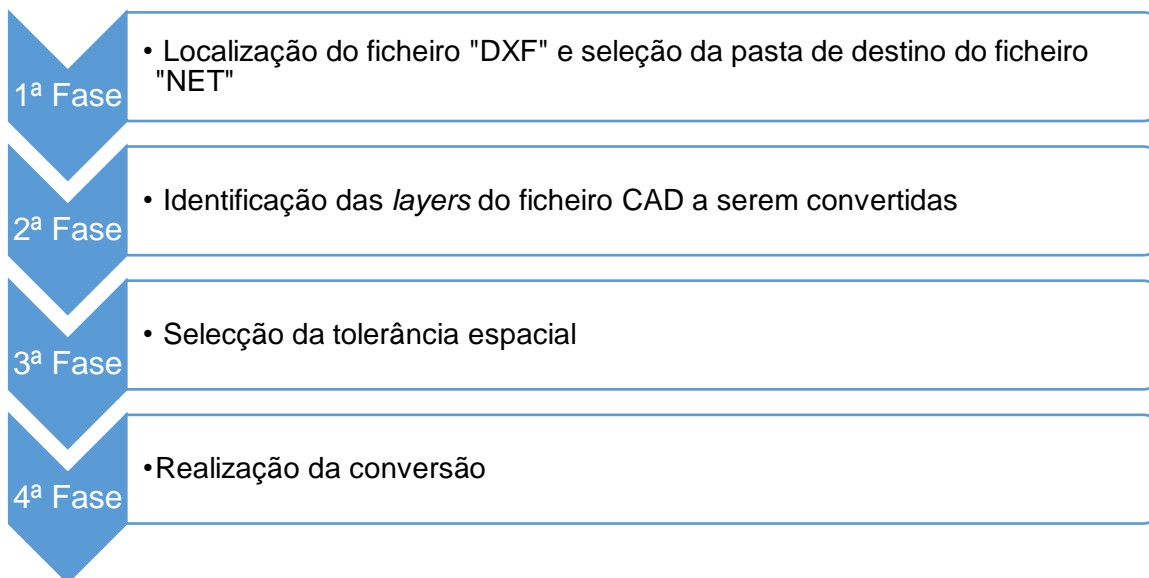 1ª Fase
• Localização do ficheiro "DXF" e seleção da pasta de destino do ficheiro
"NET"
2ª Fase
• Identificação das layers do ficheiro CAD a serem convertidas
3ª Fase
• Selecção da tolerância espacial
4ª Fase
•Realização da conversão